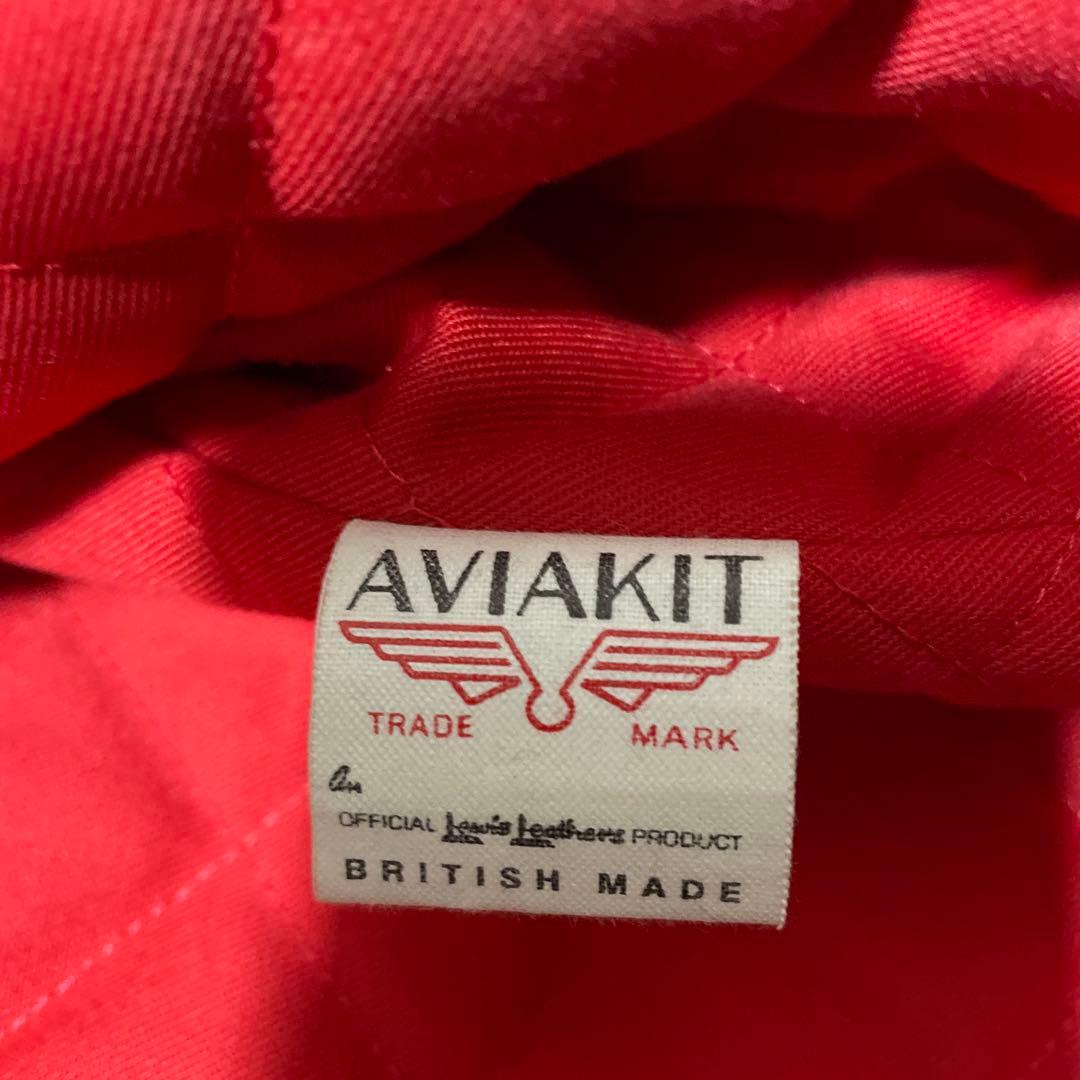 AVIAKIT
TRADE MARK
An
OFFICIAL Lewis Leathers PRODUCT
BRITISH MADE